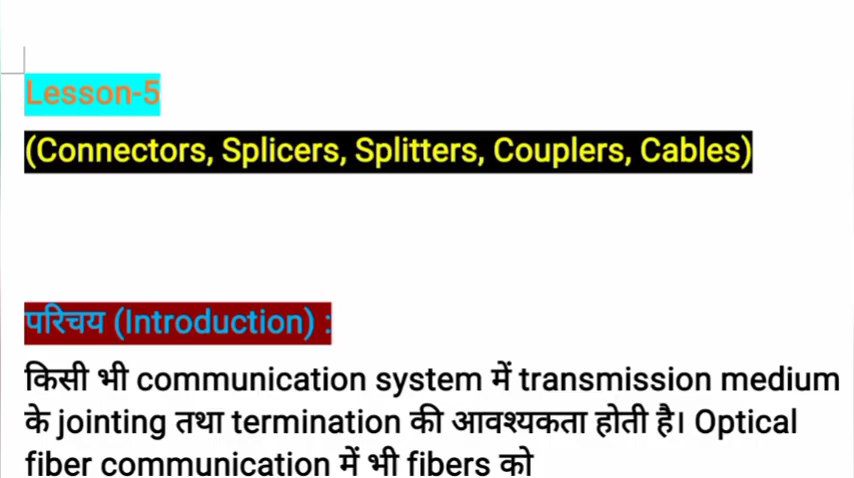 Lesson-5
(Connectors, Splicers, Splitters, Couplers, Cables)
परिचय (Introduction) :
किसी भी communication system में transmission medium
के jointing तथा termination की आवश्यकता होती है। Optical
fiber communication में भी fibers को